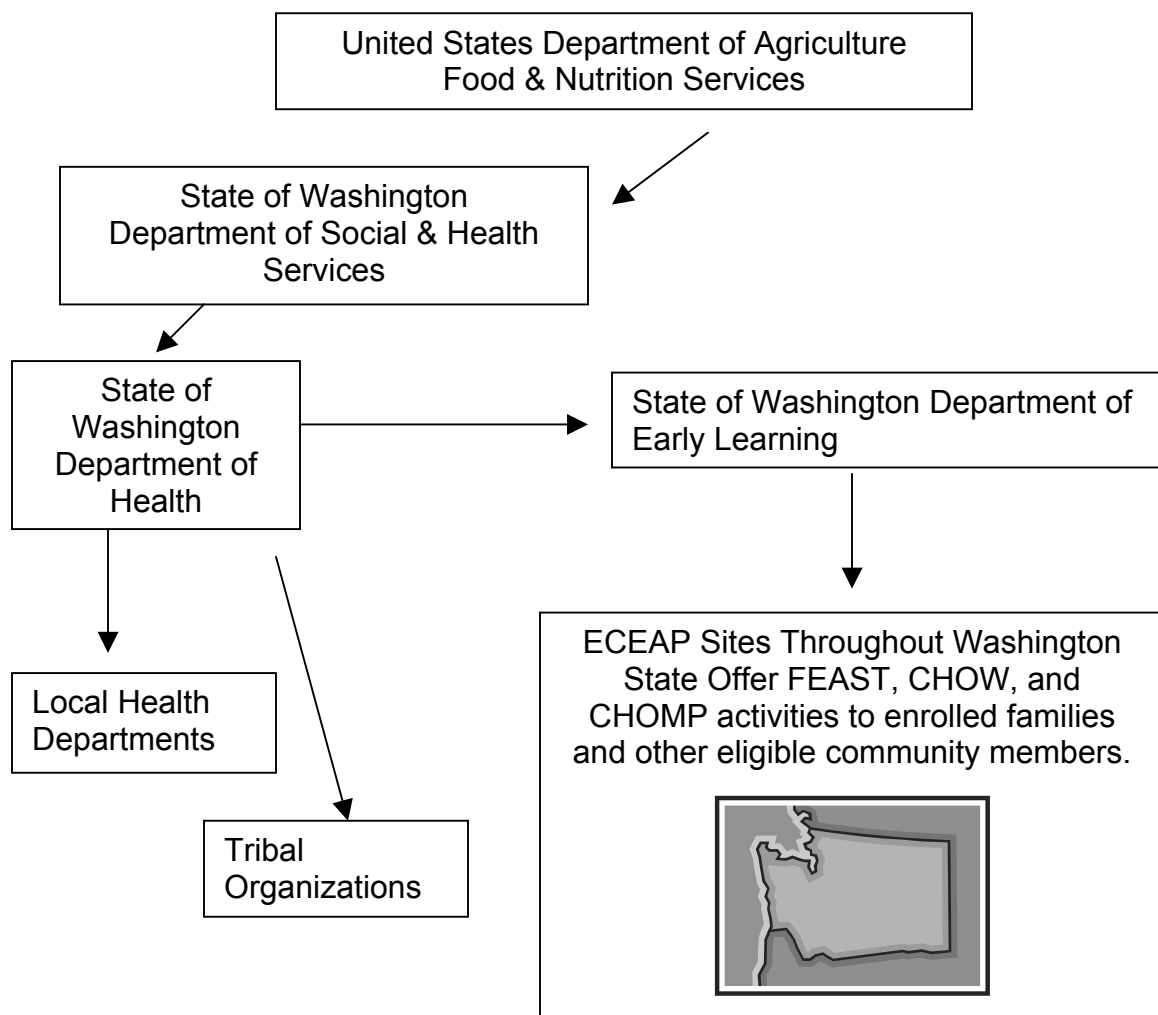 United States Department of Agriculture
Food & Nutrition Services
State of Washington
Department of Social & Health
Services
State of
Washington
Department of
Health
State of Washington Department of
Early Learning
Local Health
Departments
Tribal
Organizations
ECEAP Sites Throughout Washington
State Offer FEAST, CHOW, and
CHOMP activities to enrolled families
and other eligible community members.